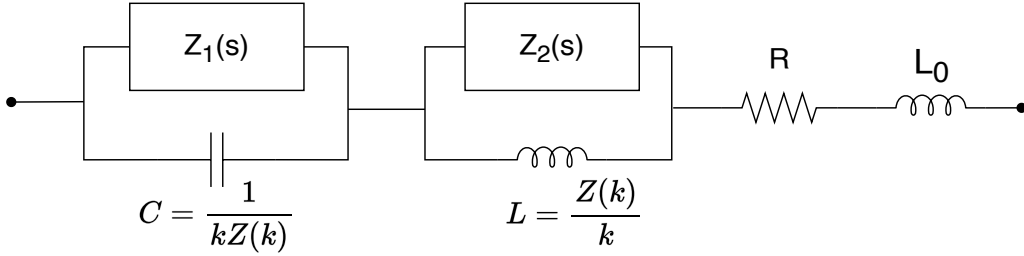 Z₁(s)
Z₂(s)
R
L₀
C = 1/(kZ(k))
L = Z(k)/k